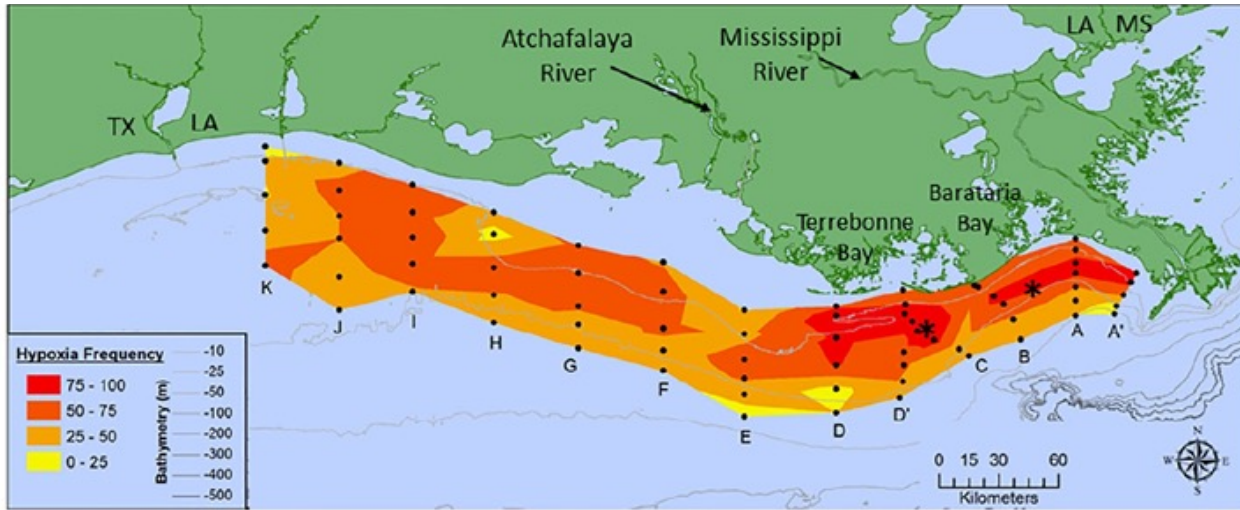 Atchafalaya
River
Mississippi
River
LA MS
TX LA
Barataria
Bay
Terrebonne
Bay
K
J
I
H
G
F
E
D
D'
C
B
A
A'
Hypoxia Frequency
75 - 100
50 - 75
25 - 50
0 - 25
Bathymetry (m)
-10
-25
-50
-100
-200
-300
-400
-500
0 15 30 60
Kilometers
N
W E
S